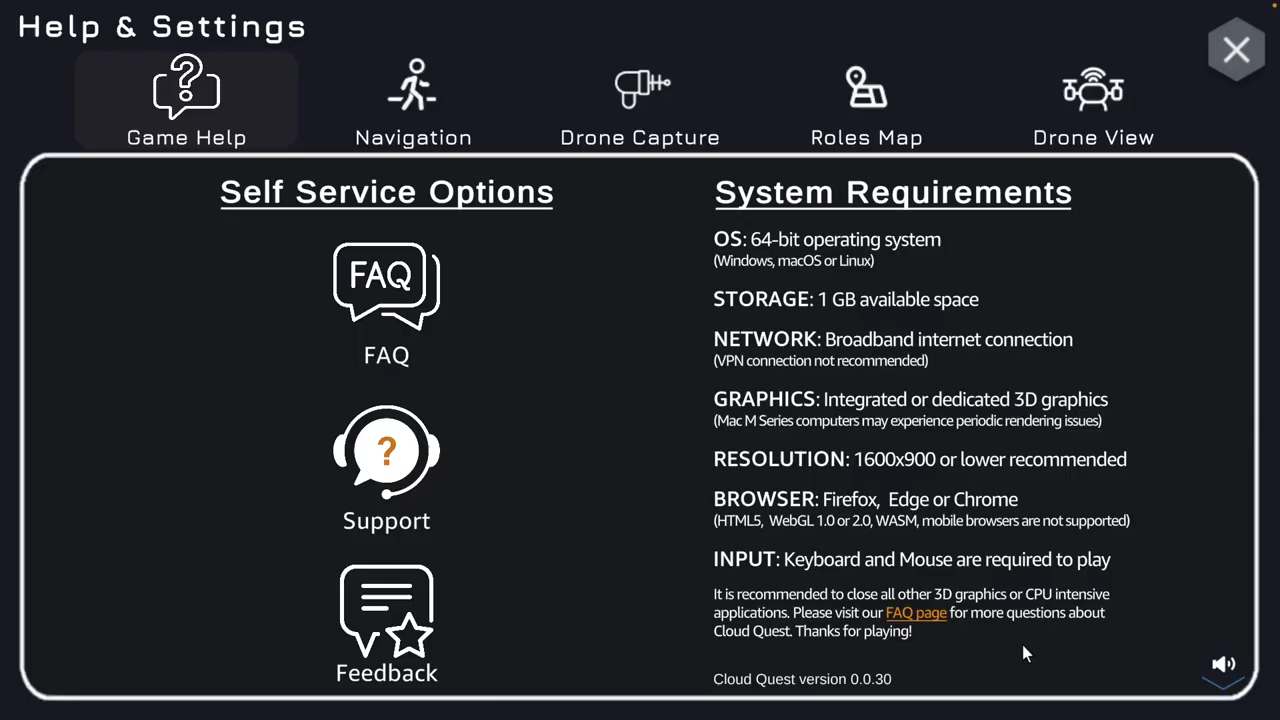 Help & Settings
Game Help
Navigation
Drone Capture
Roles Map
Drone View
Self Service Options
FAQ
FAQ
?
Support
Feedback
System Requirements
OS: 64-bit operating system
(Windows, macOS or Linux)
STORAGE: 1 GB available space
NETWORK: Broadband internet connection
(VPN connection not recommended)
GRAPHICS: Integrated or dedicated 3D graphics
(Mac M Series computers may experience periodic rendering issues)
RESOLUTION: 1600x900 or lower recommended
BROWSER: Firefox, Edge or Chrome
(HTML5, WebGL 1.0 or 2.0, WASM, mobile browsers are not supported)
INPUT: Keyboard and Mouse are required to play
It is recommended to close all other 3D graphics or CPU intensive
applications. Please visit our FAQ page for more questions about
Cloud Quest. Thanks for playing!
Cloud Quest version 0.0.30